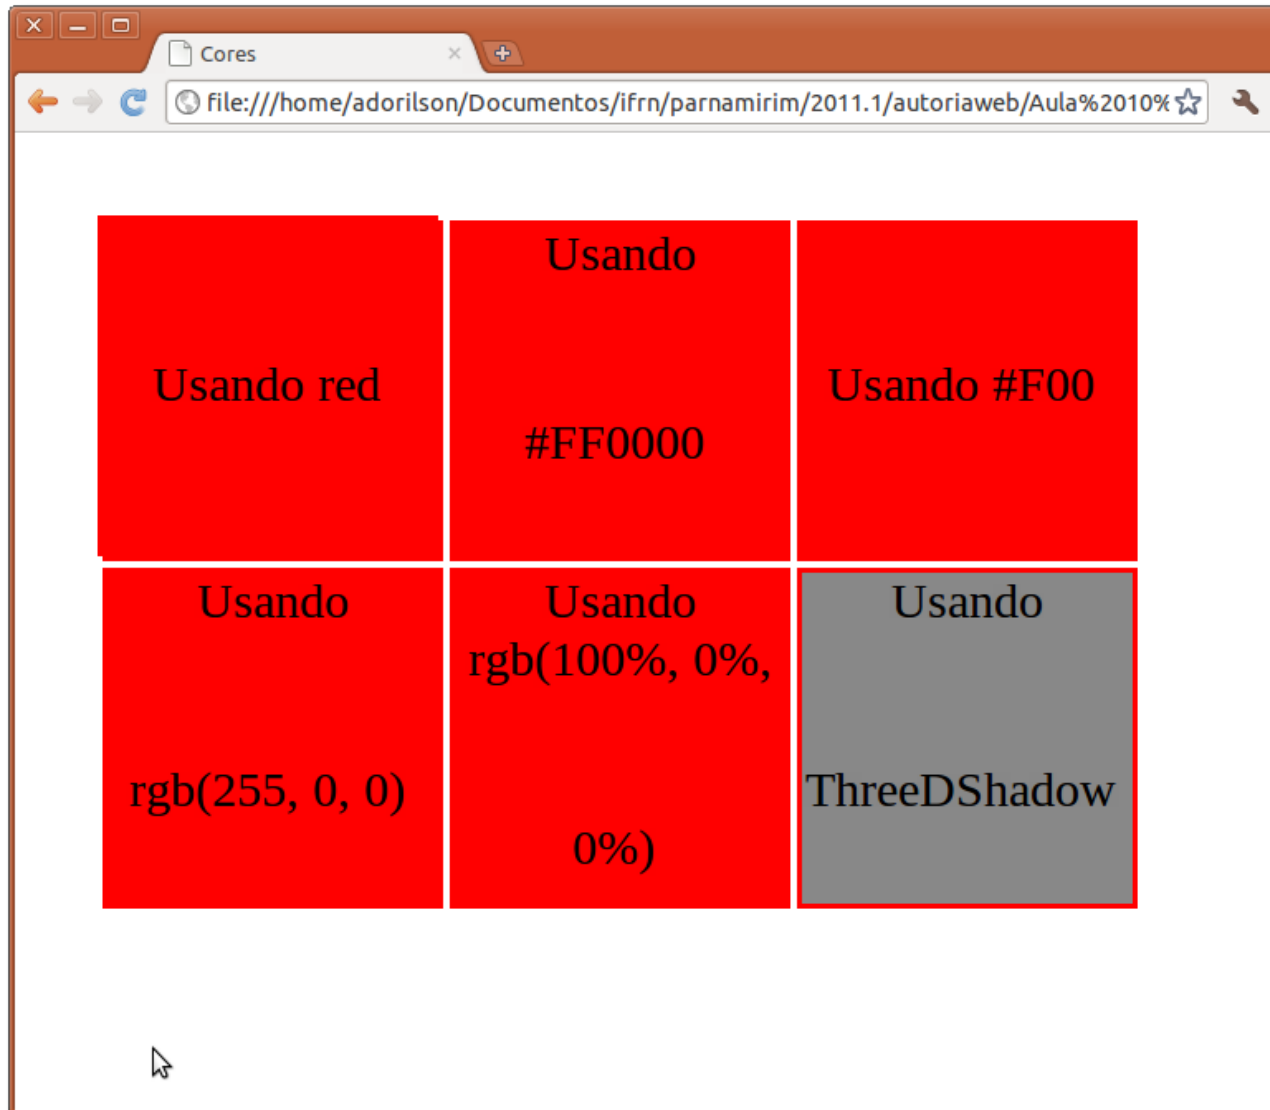 Cores
file:///home/adorilson/Documentos/ifrn/parnamirim/2011.1/autoriaweb/Aula%2010%
Usando red
Usando
#FF0000
Usando #F00
Usando
rgb(255, 0, 0)
Usando
rgb(100%, 0%,
0%)
Usando
ThreeDShadow